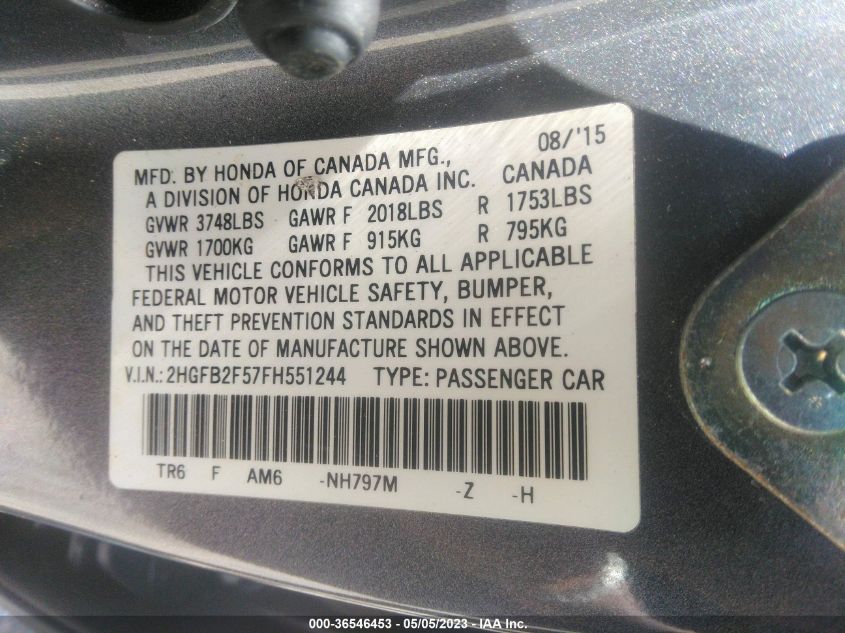 08/'15
MFD. BY HONDA OF CANADA MFG., CANADA
A DIVISION OF HONDA CANADA INC.
GVWR 3748LBS GAWR F 2018LBS R 1753LBS
GVWR 1700KG GAWR F 915KG R 795KG
THIS VEHICLE CONFORMS TO ALL APPLICABLE
FEDERAL MOTOR VEHICLE SAFETY, BUMPER,
AND THEFT PREVENTION STANDARDS IN EFFECT
ON THE DATE OF MANUFACTURE SHOWN ABOVE.
V.I.N.: 2HGFB2F57FH551244 TYPE: PASSENGER CAR
TR6 F AM6 -NH797M -Z -H
000-36546453 - 05/05/2023 - IAA Inc.